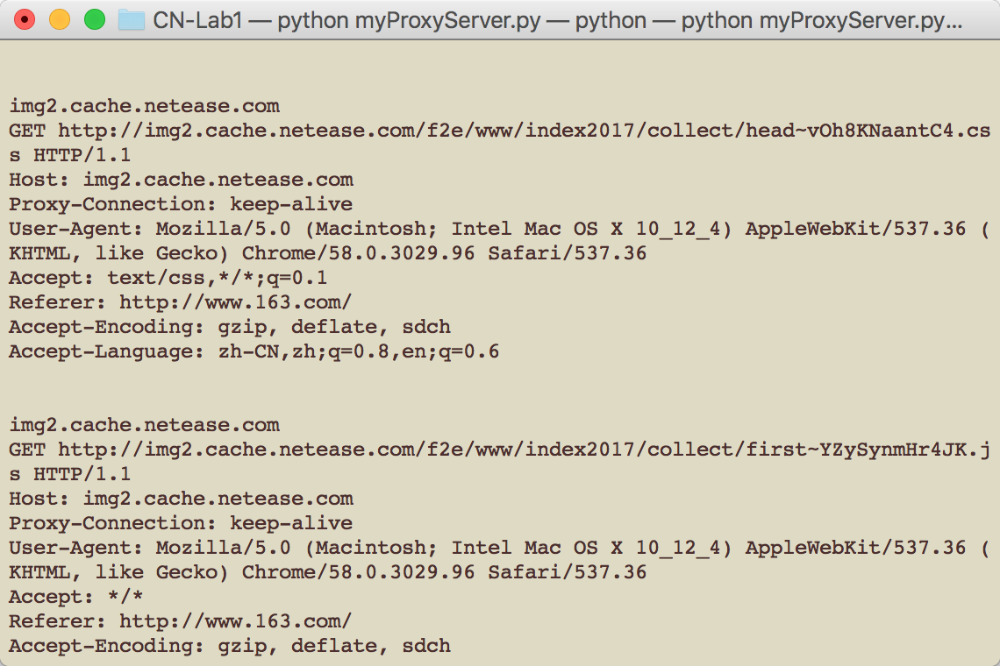 CN-Lab1 — python myProxyServer.py — python — python myProxyServer.py...
img2.cache.netease.com
GET http://img2.cache.netease.com/f2e/www/index2017/collect/head~vOh8KNaantC4.cs
s HTTP/1.1
Host: img2.cache.netease.com
Proxy-Connection: keep-alive
User-Agent: Mozilla/5.0 (Macintosh; Intel Mac OS X 10_12_4) AppleWebKit/537.36 (
KHTML, like Gecko) Chrome/58.0.3029.96 Safari/537.36
Accept: text/css,*/*;q=0.1
Referer: http://www.163.com/
Accept-Encoding: gzip, deflate, sdch
Accept-Language: zh-CN,zh;q=0.8,en;q=0.6
img2.cache.netease.com
GET http://img2.cache.netease.com/f2e/www/index2017/collect/first~YZySynmHr4JK.j
s HTTP/1.1
Host: img2.cache.netease.com
Proxy-Connection: keep-alive
User-Agent: Mozilla/5.0 (Macintosh; Intel Mac OS X 10_12_4) AppleWebKit/537.36 (
KHTML, like Gecko) Chrome/58.0.3029.96 Safari/537.36
Accept: */*
Referer: http://www.163.com/
Accept-Encoding: gzip, deflate, sdch